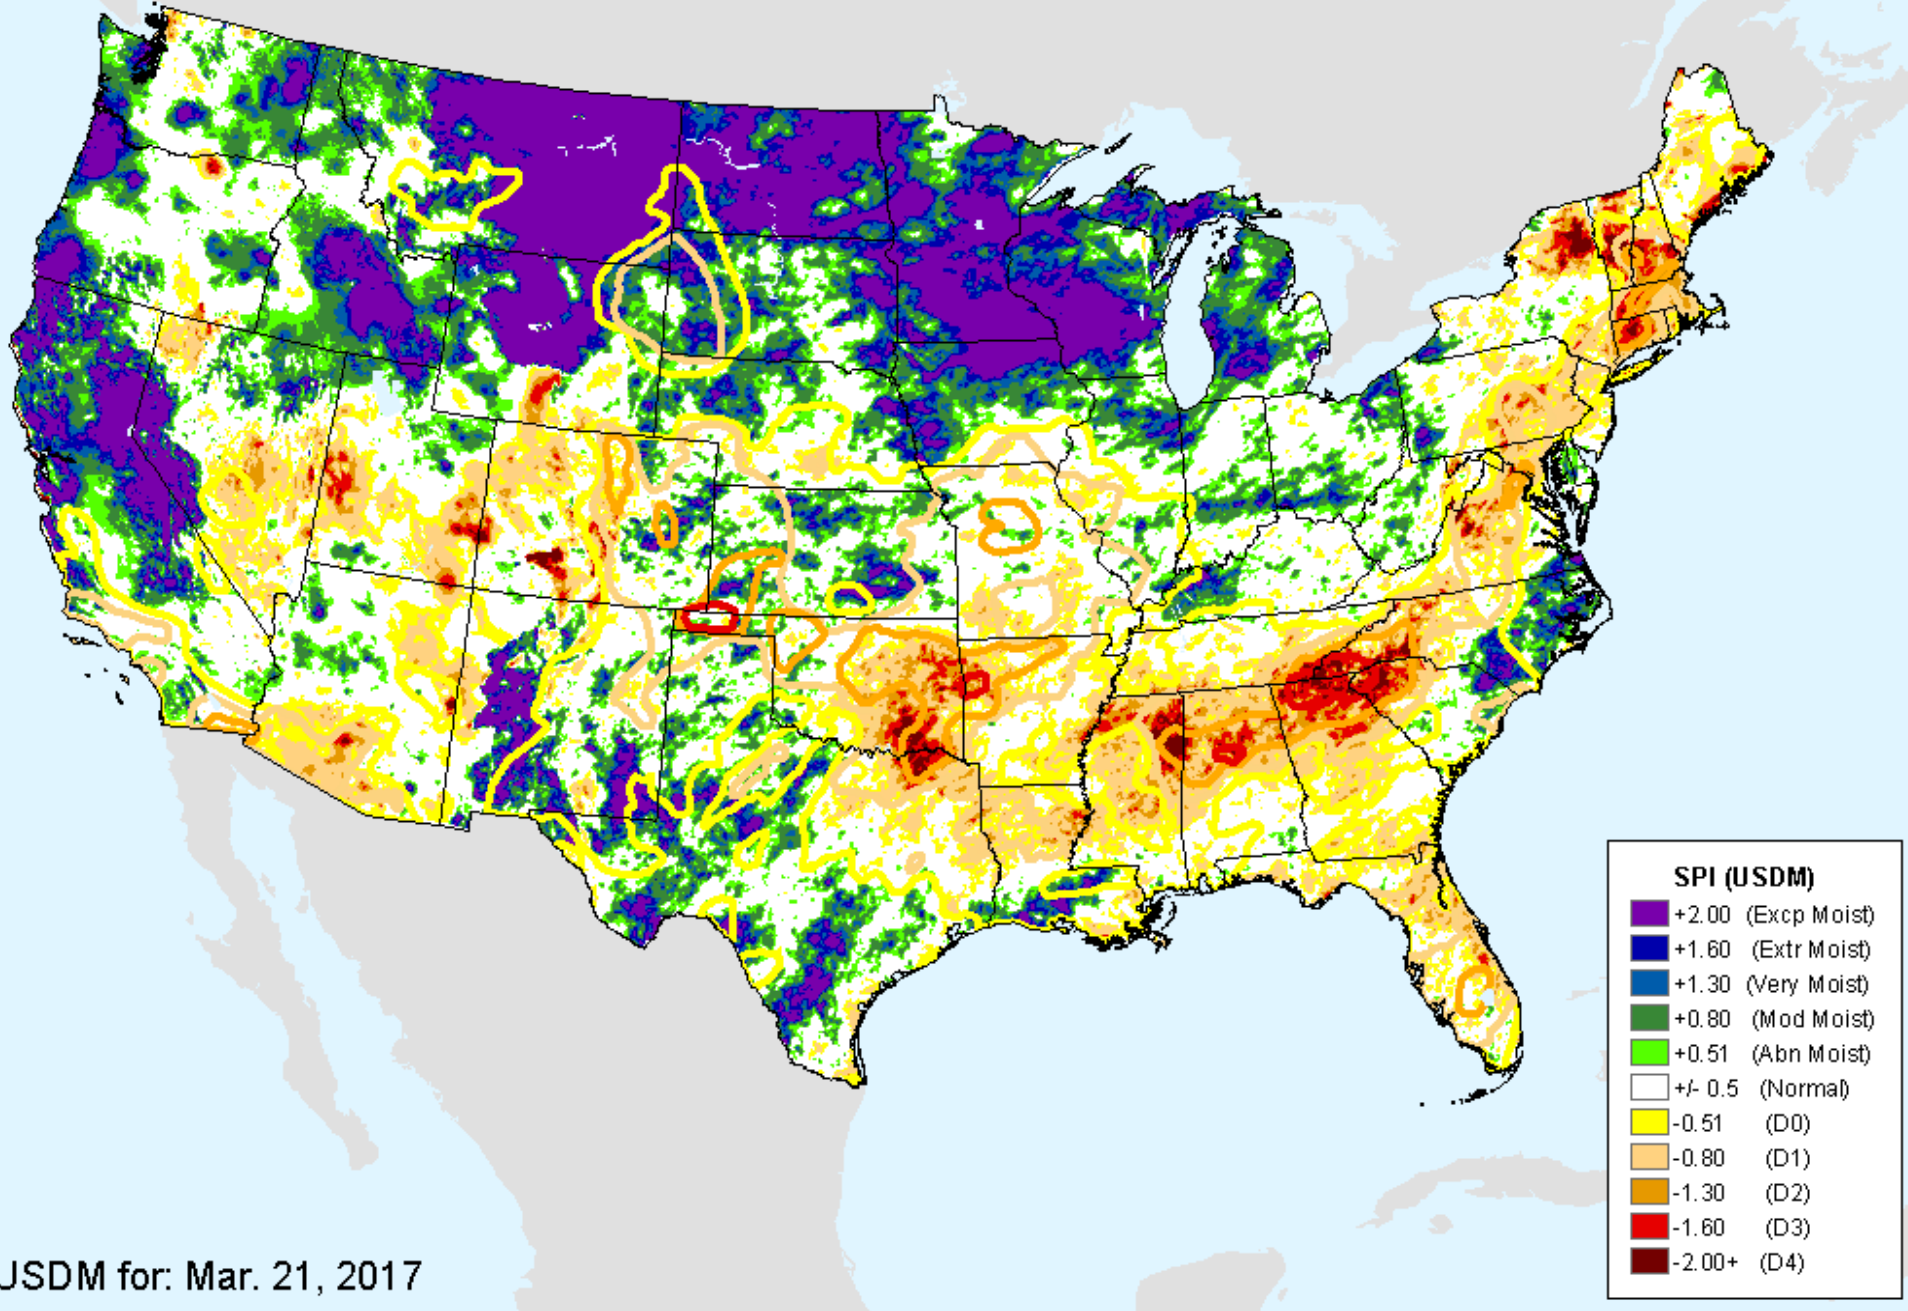 SPI (USDM)
+2.00 (Excp Moist)
+1.60 (Extr Moist)
+1.30 (Very Moist)
+0.80 (Mod Moist)
+0.51 (Abn Moist)
+/- 0.5 (Normal)
-0.51 (D0)
-0.80 (D1)
-1.30 (D2)
-1.60 (D3)
-2.00+ (D4)
USDM for: Mar. 21, 2017